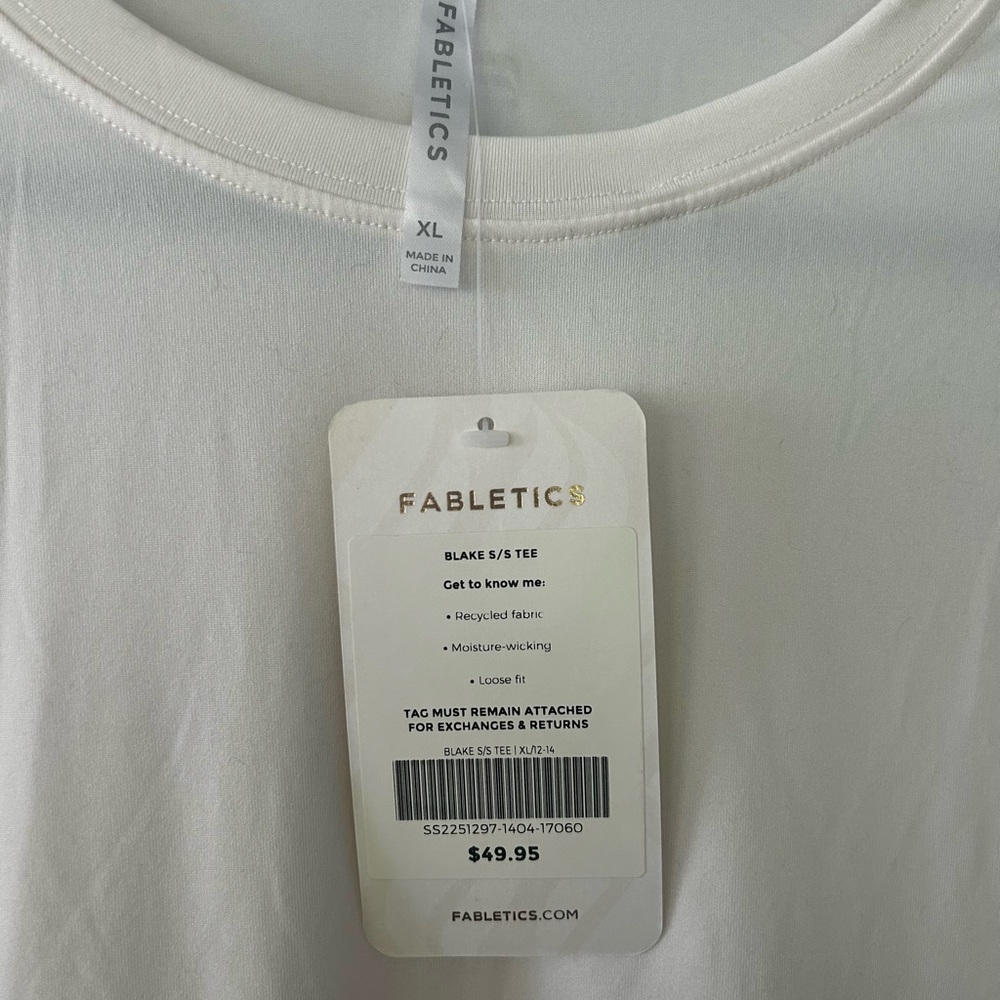 FABLETICS
XL
MADE IN
CHINA
FABLETICS
BLAKE S/S TEE
Get to know me:
• Recycled fabric
• Moisture-wicking
• Loose fit
TAG MUST REMAIN ATTACHED
FOR EXCHANGES & RETURNS
BLAKE S/S TEE | XL/12-14
SS2251297-1404-17060
$49.95
FABLETICS.COM